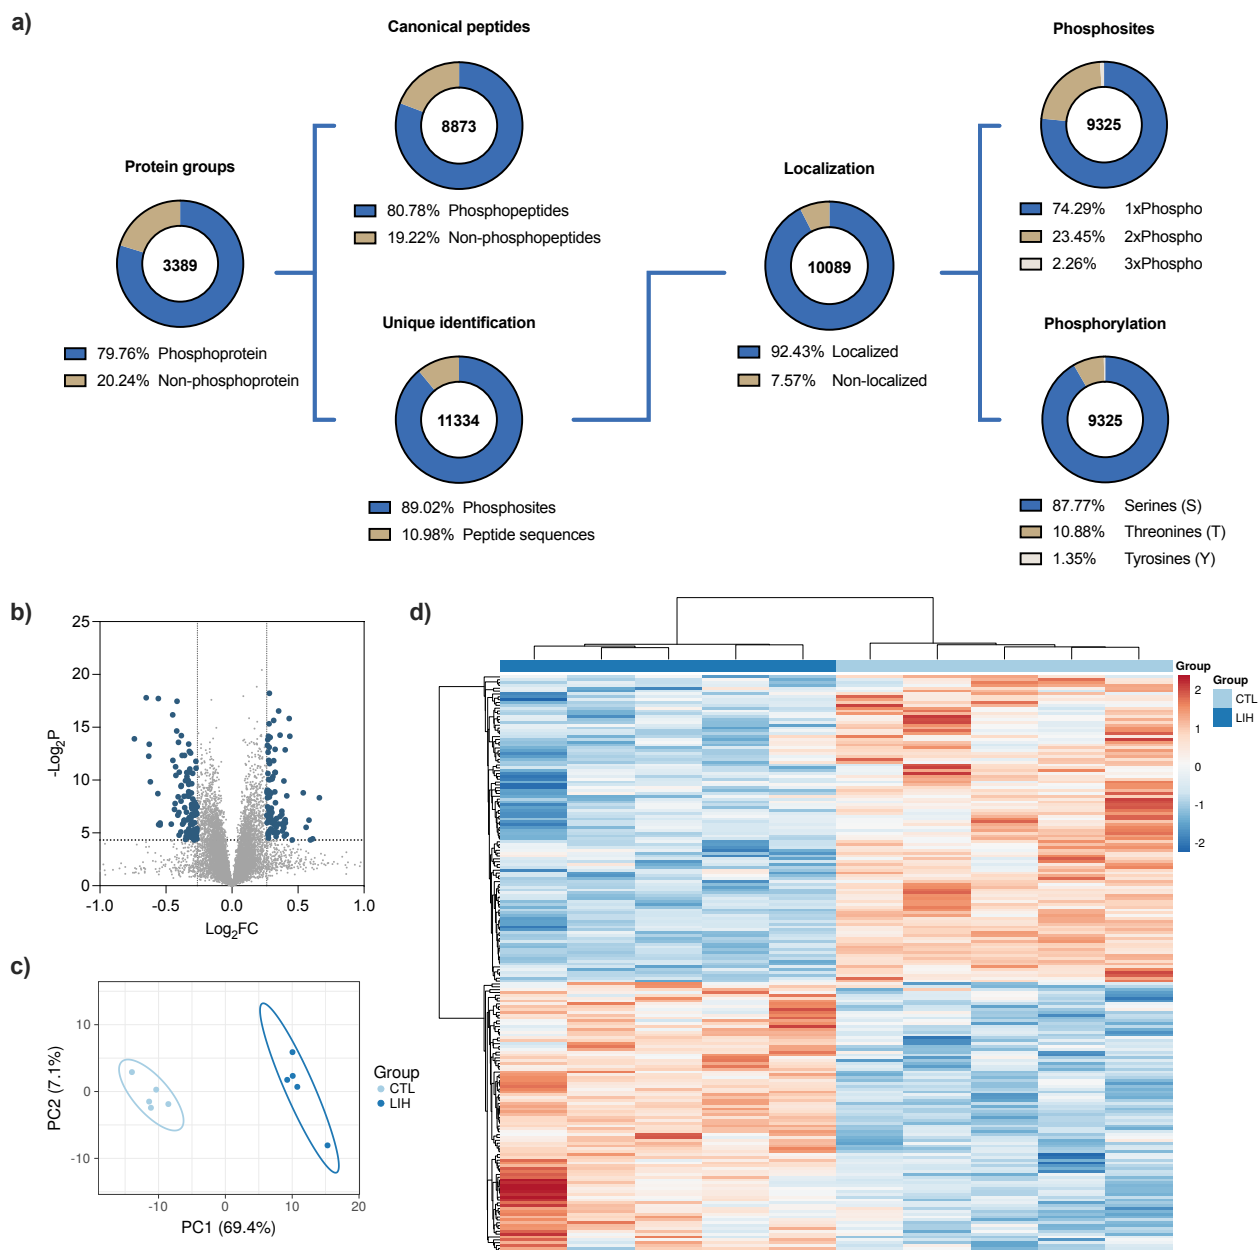 a)
Canonical peptides
8873
80.78% Phosphopeptides
19.22% Non-phosphopeptides
Protein groups
3389
79.76% Phosphoprotein
20.24% Non-phosphoprotein
Unique identification
11334
89.02% Phosphosites
10.98% Peptide sequences
Localization
10089
92.43% Localized
7.57% Non-localized
Phosphosites
9325
74.29% 1xPhospho
23.45% 2xPhospho
2.26% 3xPhospho
Phosphorylation
9325
87.77% Serines (S)
10.88% Threonines (T)
1.35% Tyrosines (Y)
b)
25
20
15
10
5
0
-Log2P
-1.0 -0.5 0.0 0.5 1.0
Log2FC
c)
10
0
-10
PC2 (7.1%)
-10 0 10 20
PC1 (69.4%)
Group
CTL
LIH
d)
Group
2
1
0
-1
-2
Group
CTL
LIH